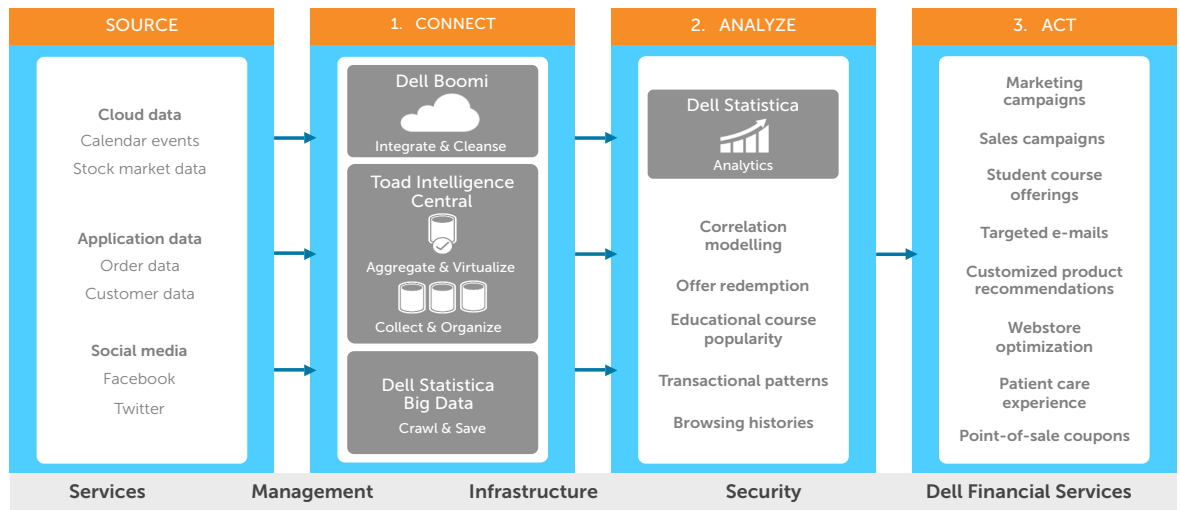 SOURCE
Cloud data
Calendar events
Stock market data
Application data
Order data
Customer data
Social media
Facebook
Twitter
1. CONNECT
Dell Boomi
Integrate & Cleanse
Toad Intelligence
Central
Aggregate & Virtualize
Collect & Organize
Dell Statistica
Big Data
Crawl & Save
2. ANALYZE
Dell Statistica
Analytics
Correlation
modelling
Offer redemption
Educational course
popularity
Transactional patterns
Browsing histories
3. ACT
Marketing
campaigns
Sales campaigns
Student course
offerings
Targeted e-mails
Customized product
recommendations
Webstore
optimization
Patient care
experience
Point-of-sale coupons
Services Management Infrastructure Security Dell Financial Services